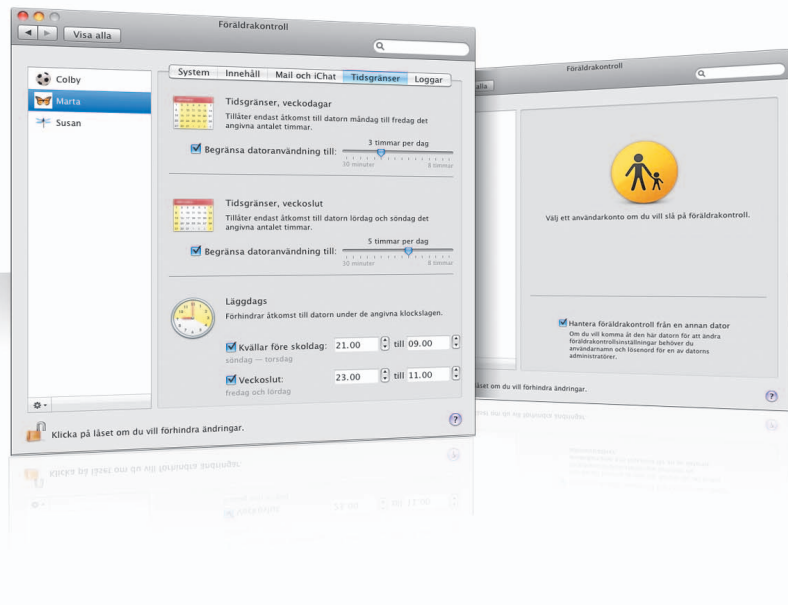 Föräldrakontroll
Visa alla
Colby
Marta
Susan
System
Innehåll
Mail och iChat
Tidsgränser
Loggar
Tidsgränser, veckodagar
Tillåter endast åtkomst till datorn måndag till fredag det
angivna antalet timmar.
3 timmar per dag
Begränsa datoranvändning till:
30 minuter
8 timmar
Tidsgränser, veckoslut
Tillåter endast åtkomst till datorn lördag och söndag det
angivna antalet timmar.
5 timmar per dag
Begränsa datoranvändning till:
30 minuter
8 timmar
Läggdags
Förhindrar åtkomst till datorn under de angivna klockslagen.
Kvällar före skoldag: 21.00 till 09.00
söndag — torsdag
Veckoslut: 23.00 till 11.00
fredag och lördag
Klicka på låset om du vill förhindra ändringar.
?
Föräldrakontroll
alla
Välj ett användarkonto om du vill slå på föräldrakontroll.
Hantera föräldrakontroll från en annan dator
Om du vill komma åt den här datorn för att ändra
föräldrakontrollsinställningar behöver du
användarnamn och lösenord för en av datorns
administratörer.
låset om du vill förhindra ändringar.
?